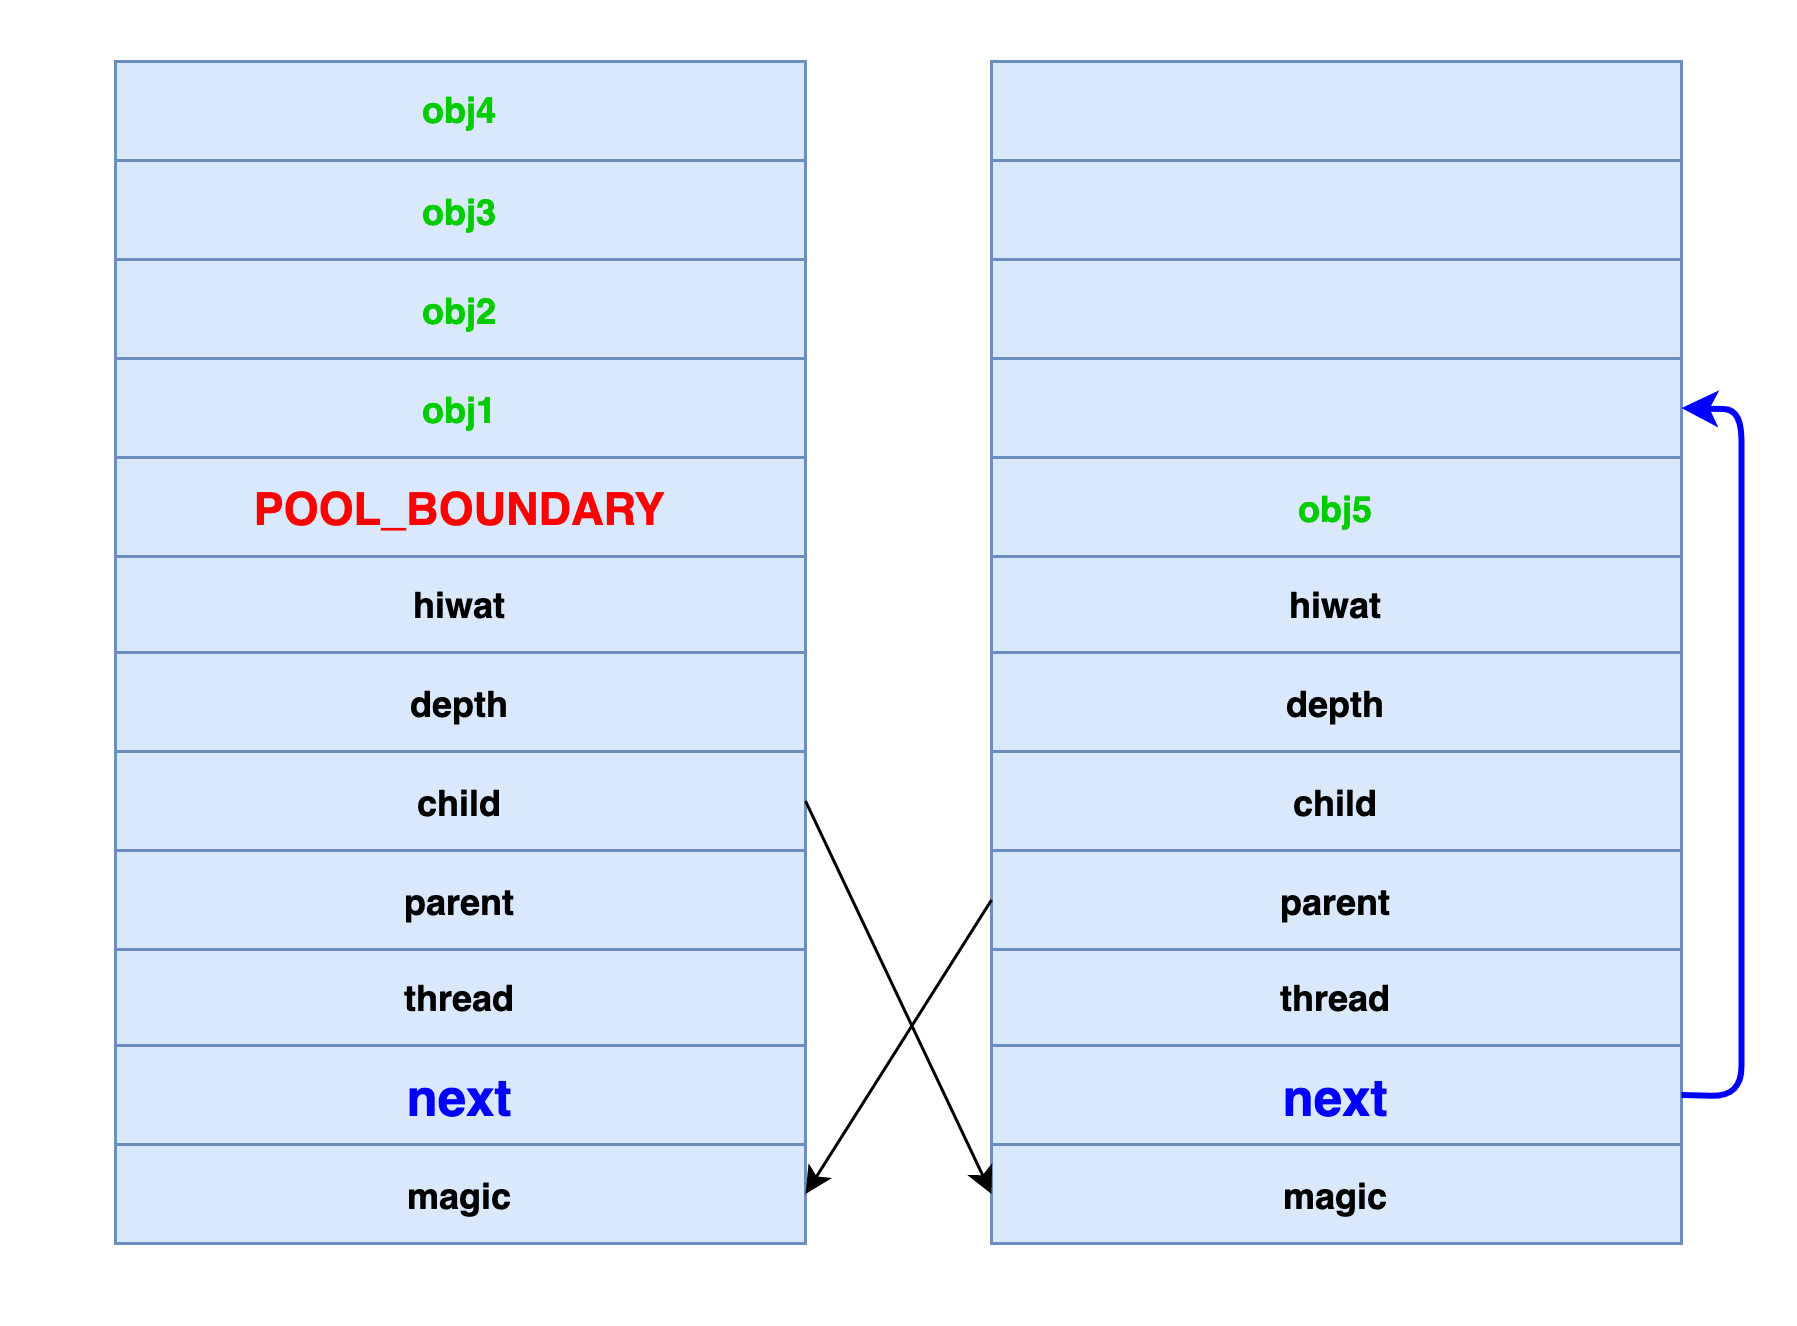 obj4
obj3
obj2
obj1
POOL_BOUNDARY
hiwat
depth
child
parent
thread
next
magic
obj5
hiwat
depth
child
parent
thread
next
magic